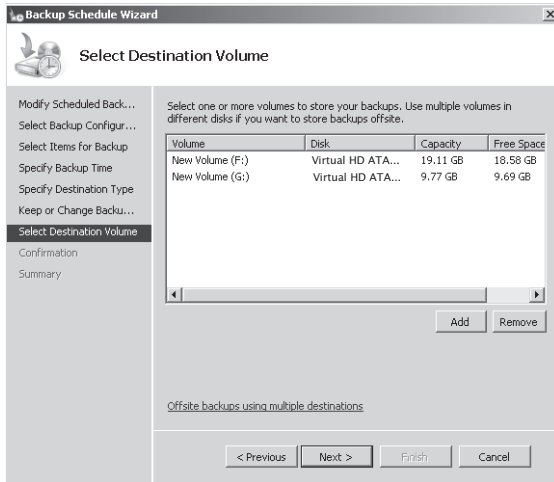 Backup Schedule Wizard
Select Destination Volume
Modify Scheduled Back...
Select Backup Configur...
Select Items for Backup
Specify Backup Time
Specify Destination Type
Keep or Change Backu...
Select Destination Volume
Confirmation
Summary
Select one or more volumes to store your backups. Use multiple volumes in
different disks if you want to store backups offsite.
Volume Disk Capacity Free Space
New Volume (F:) Virtual HD ATA... 19.11 GB 18.58 GB
New Volume (G:) Virtual HD ATA... 9.77 GB 9.69 GB
Add Remove
Offsite backups using multiple destinations
< Previous Next > Finish Cancel